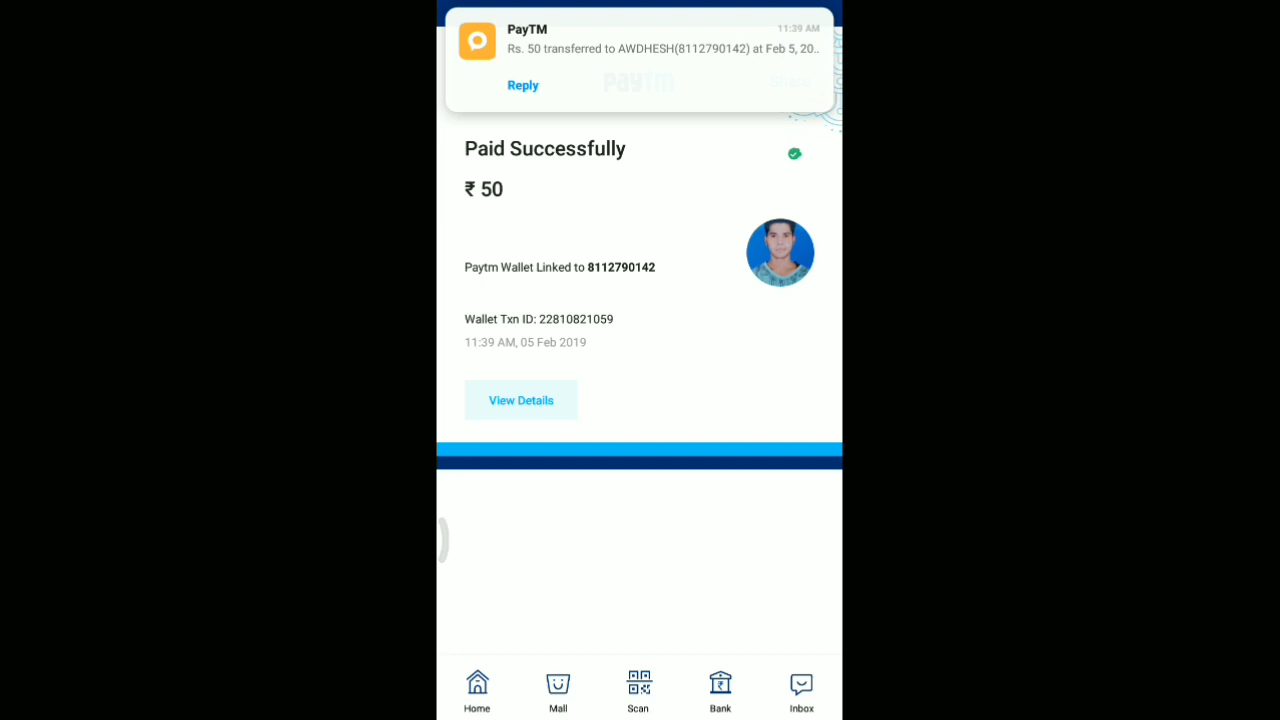 PayTM
11:39 AM
Rs. 50 transferred to AWDHESH(8112790142) at Feb 5, 20..
Reply
paytm
Share
Paid Successfully
₹ 50
Paytm Wallet Linked to 8112790142
Wallet Txn ID: 22810821059
11:39 AM, 05 Feb 2019
View Details
Home
Mall
Scan
Bank
Inbox